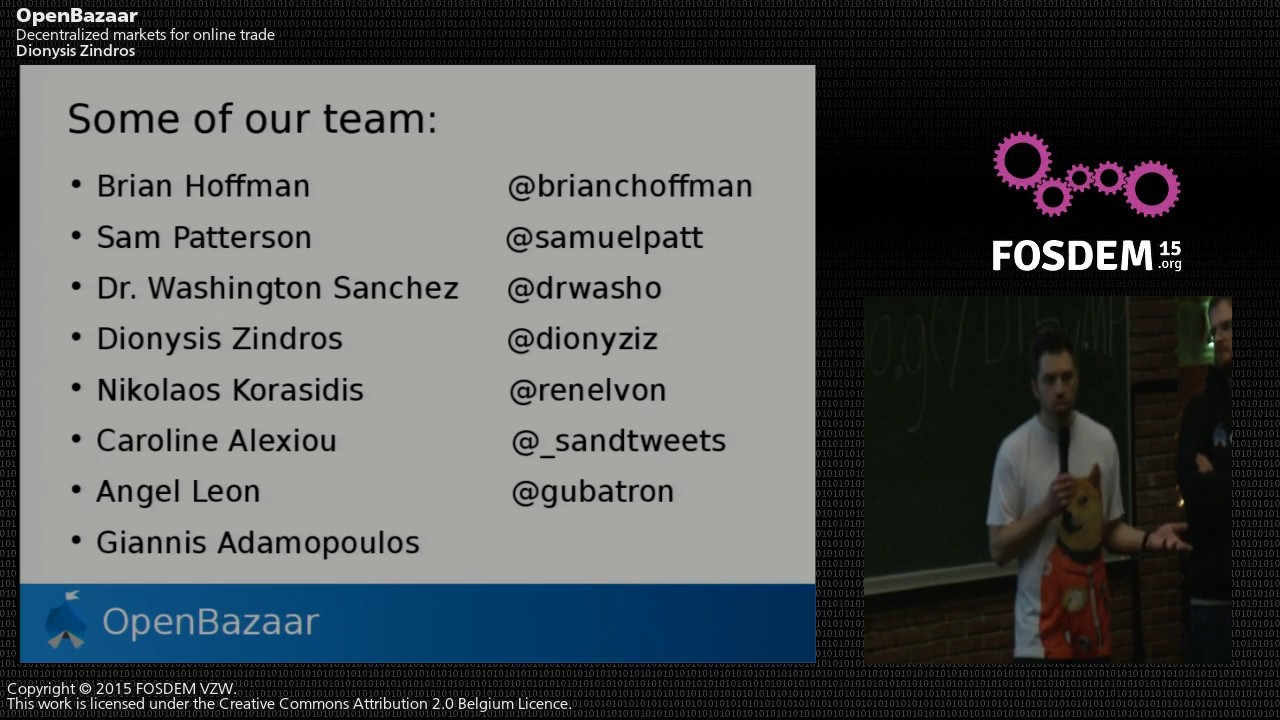 OpenBazaar
Decentralized markets for online trade
Dionysis Zindros
Some of our team:
• Brian Hoffman @brianchoffman
• Sam Patterson @samuelpatt
• Dr. Washington Sanchez @drwasho
• Dionysis Zindros @dionyziz
• Nikolaos Korasidis @renelvon
• Caroline Alexiou @_sandtweets
• Angel Leon @gubatron
• Giannis Adamopoulos
OpenBazaar
FOSDEM 15
.org
Copyright © 2015 FOSDEM VZW.
This work is licensed under the Creative Commons Attribution 2.0 Belgium Licence.